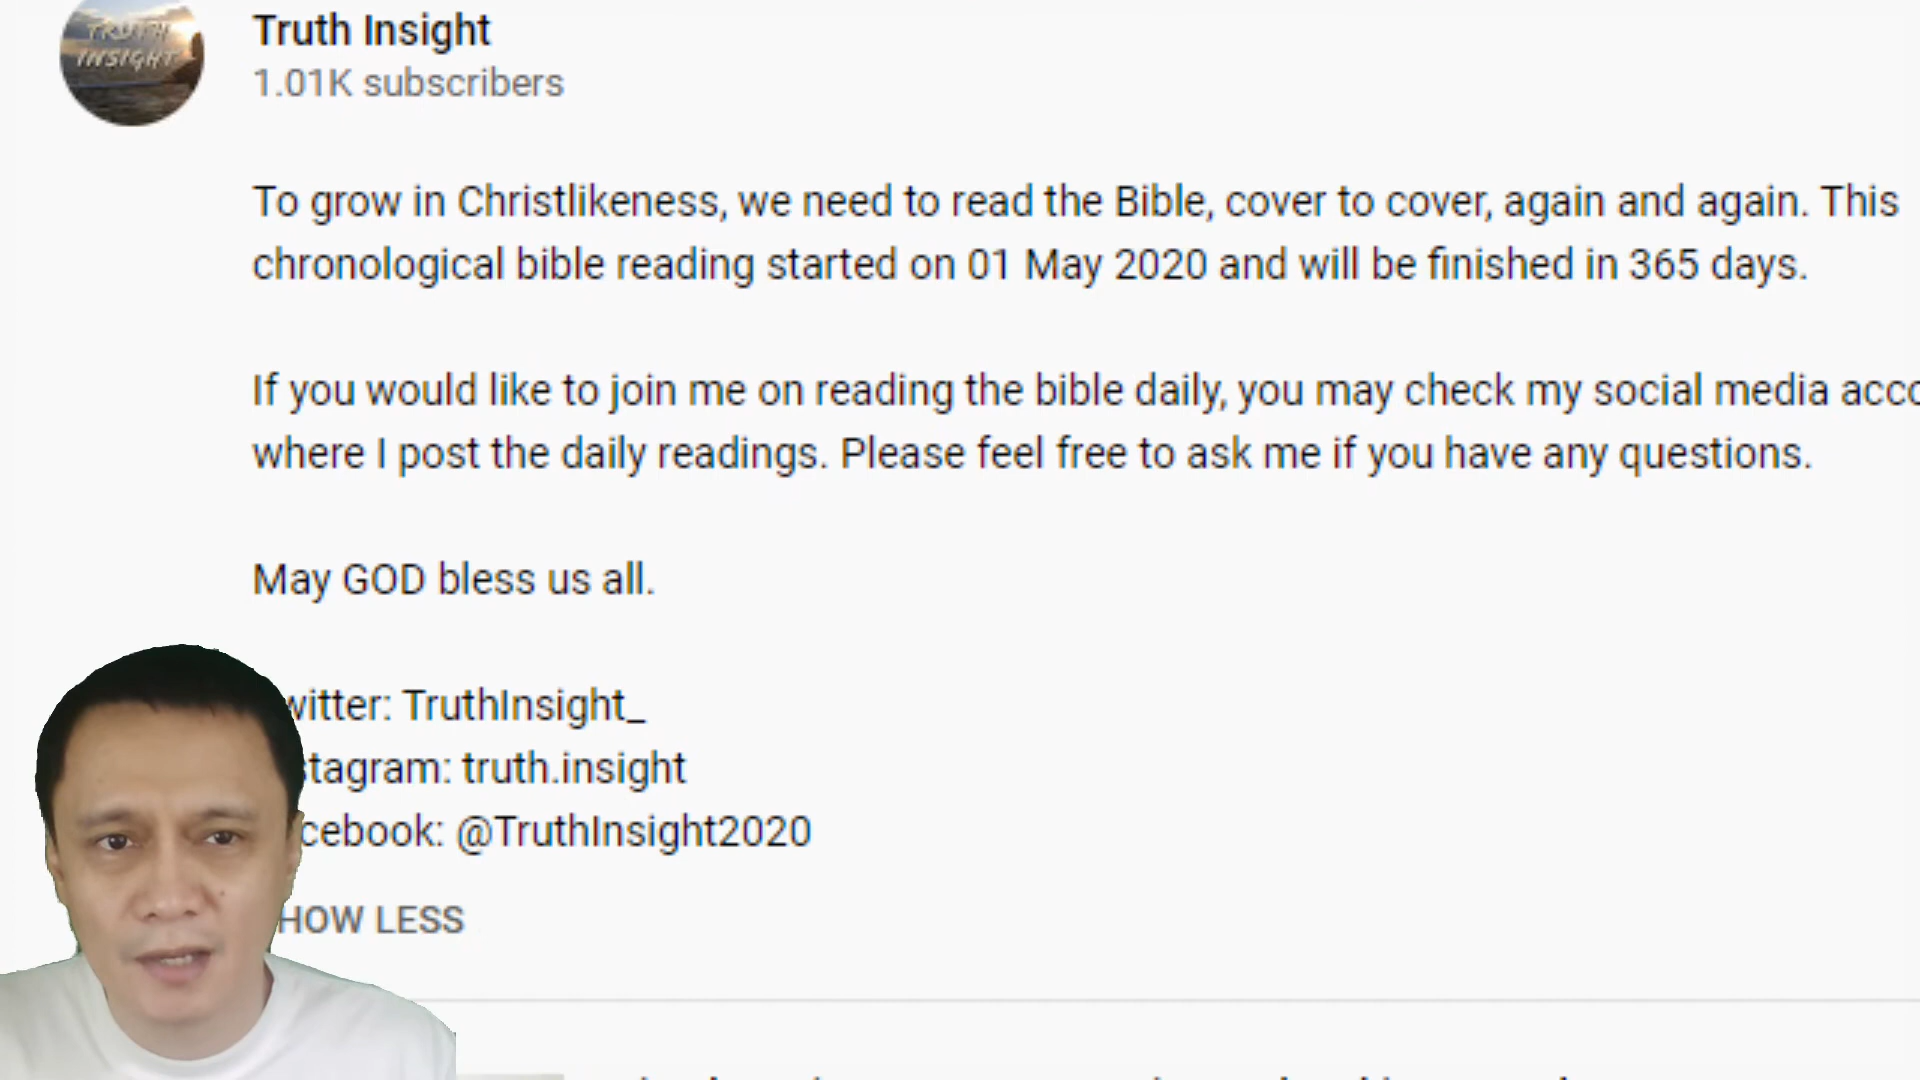 TRUTH
INSIGHT
Truth Insight
1.01K subscribers
To grow in Christlikeness, we need to read the Bible, cover to cover, again and again. This
chronological bible reading started on 01 May 2020 and will be finished in 365 days.
If you would like to join me on reading the bible daily, you may check my social media acco
where I post the daily readings. Please feel free to ask me if you have any questions.
May GOD bless us all.
witter: TruthInsight_
stagram: truth.insight
cebook: @TruthInsight2020
HOW LESS